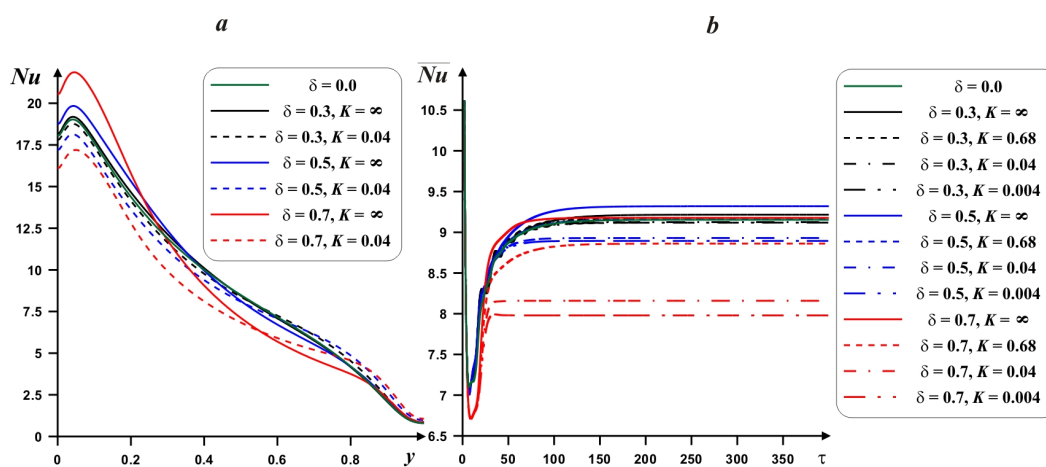 a
Nu
20
17.5
15
12.5
10
7.5
5
2.5
0
0
0.2
0.4
0.6
0.8
y
δ = 0.0
δ = 0.3, K = ∞
δ = 0.3, K = 0.04
δ = 0.5, K = ∞
δ = 0.5, K = 0.04
δ = 0.7, K = ∞
δ = 0.7, K = 0.04
b
Nu
10.5
10
9.5
9
8.5
8
7.5
7
6.5
0
50
100
150
200
250
300
350
τ
δ = 0.0
δ = 0.3, K = ∞
δ = 0.3, K = 0.68
δ = 0.3, K = 0.04
δ = 0.3, K = 0.004
δ = 0.5, K = ∞
δ = 0.5, K = 0.68
δ = 0.5, K = 0.04
δ = 0.5, K = 0.004
δ = 0.7, K = ∞
δ = 0.7, K = 0.68
δ = 0.7, K = 0.04
δ = 0.7, K = 0.004